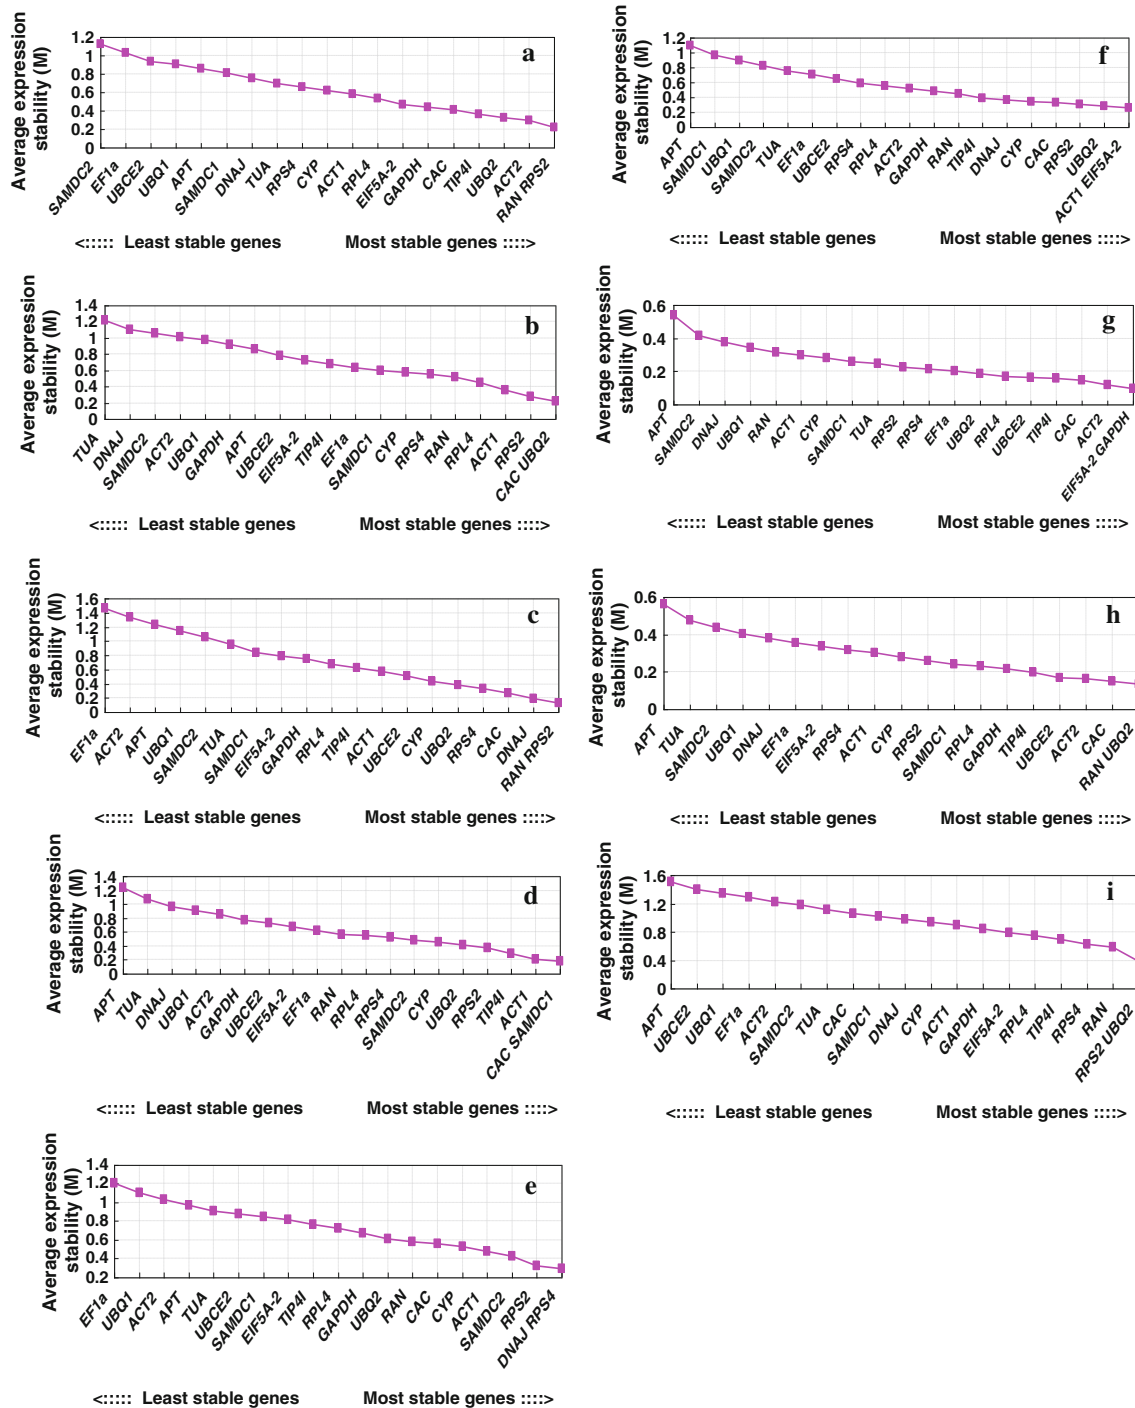 Average expression
stability (M)
1.2
1
0.8
0.6
0.4
0.2
0
a
SAMDC2
EF1a
UBCE2
UBQ1
APT
SAMDC1
DNAJ
TUA
RPS4
CYP
ACT1
RPL4
EIF5A-2
GAPDH
CAC
TIP4I
UBQ2
ACT2
RAN RPS2
<::::: Least stable genes
Most stable genes ::::>
Average expression
stability (M)
1.4
1.2
1
0.8
0.6
0.4
0.2
0
b
TUA
DNAJ
SAMDC2
ACT2
UBQ1
GAPDH
APT
UBCE2
EIF5A-2
TIP4I
EF1a
SAMDC1
CYP
RPS4
RAN
RPL4
ACT1
RPS2
CAC UBQ2
<::::: Least stable genes
Most stable genes ::::>
Average expression
stability (M)
1.6
1.4
1.2
1
0.8
0.6
0.4
0.2
0
c
EF1a
ACT2
APT
UBQ1
SAMDC2
TUA
SAMDC1
EIF5A-2
GAPDH
RPL4
TIP4I
ACT1
UBCE2
CYP
UBQ2
RPS4
CAC
DNAJ
RAN RPS2
<::::: Least stable genes
Most stable genes ::::>
Average expression
stability (M)
1.4
1.2
1
0.8
0.6
0.4
0.2
0
d
APT
TUA
DNAJ
UBQ1
ACT2
GAPDH
UBCE2
EIF5A-2
EF1a
RAN
RPL4
RPS4
SAMDC2
CYP
UBQ2
RPS2
TIP4I
ACT1
CAC SAMDC1
<::::: Least stable genes
Most stable genes ::::>
Average expression
stability (M)
1.4
1.2
1
0.8
0.6
0.4
0.2
e
EF1a
UBQ1
ACT2
APT
TUA
UBCE2
SAMDC1
EIF5A-2
TIP4I
RPL4
GAPDH
UBQ2
RAN
CAC
CYP
ACT1
SAMDC2
RPS2
DNAJ RPS4
<::::: Least stable genes
Most stable genes ::::>
Average expression
stability (M)
1.2
1
0.8
0.6
0.4
0.2
0
f
APT
SAMDC1
UBQ1
SAMDC2
TUA
EF1a
UBCE2
RPS4
RPL4
ACT2
GAPDH
RAN
TIP4I
DNAJ
CYP
CAC
RPS2
UBQ2
ACT1 EIF5A-2
<::::: Least stable genes
Most stable genes ::::>
Average expression
stability (M)
0.6
0.4
0.2
0
g
APT
SAMDC2
DNAJ
UBQ1
RAN
ACT1
CYP
SAMDC1
TUA
RPS2
RPS4
EF1a
UBQ2
RPL4
UBCE2
TIP4I
CAC
ACT2
EIF5A-2 GAPDH
<::::: Least stable genes
Most stable genes ::::>
Average expression
stability (M)
0.6
0.4
0.2
0
h
APT
TUA
SAMDC2
UBQ1
DNAJ
EF1a
EIF5A-2
RPS4
ACT1
CYP
RPS2
SAMDC1
RPL4
GAPDH
TIP4I
UBCE2
ACT2
CAC
RAN UBQ2
<::::: Least stable genes
Most stable genes ::::>
Average expression
stability (M)
1.6
1.2
0.8
0.4
0
i
APT
UBCE2
UBQ1
EF1a
ACT2
SAMDC2
TUA
CAC
SAMDC1
DNAJ
CYP
ACT1
GAPDH
EIF5A-2
RPL4
TIP4I
RPS4
RAN
RPS2 UBQ2
<::::: Least stable genes
Most stable genes ::::>